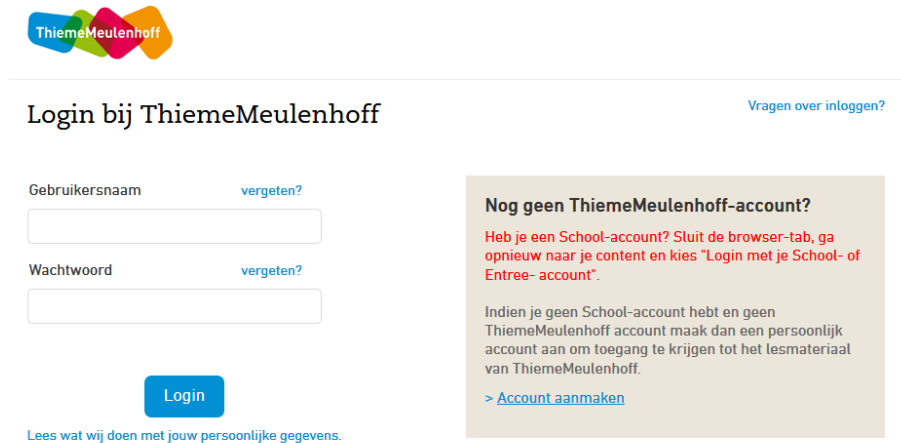 ThiemeMeulenhoff
Login bij ThiemeMeulenhoff
Vragen over inloggen?
Gebruikersnaam vergeten?
Wachtwoord vergeten?
Login
Lees wat wij doen met jouw persoonlijke gegevens.
Nog geen ThiemeMeulenhoff-account?
Heb je een School-account? Sluit de browser-tab, ga
opnieuw naar je content en kies "Login met je School- of
Entree- account".
Indien je geen School-account hebt en geen
ThiemeMeulenhoff account maak dan een persoonlijk
account aan om toegang te krijgen tot het lesmateriaal
van ThiemeMeulenhoff.
> Account aanmaken